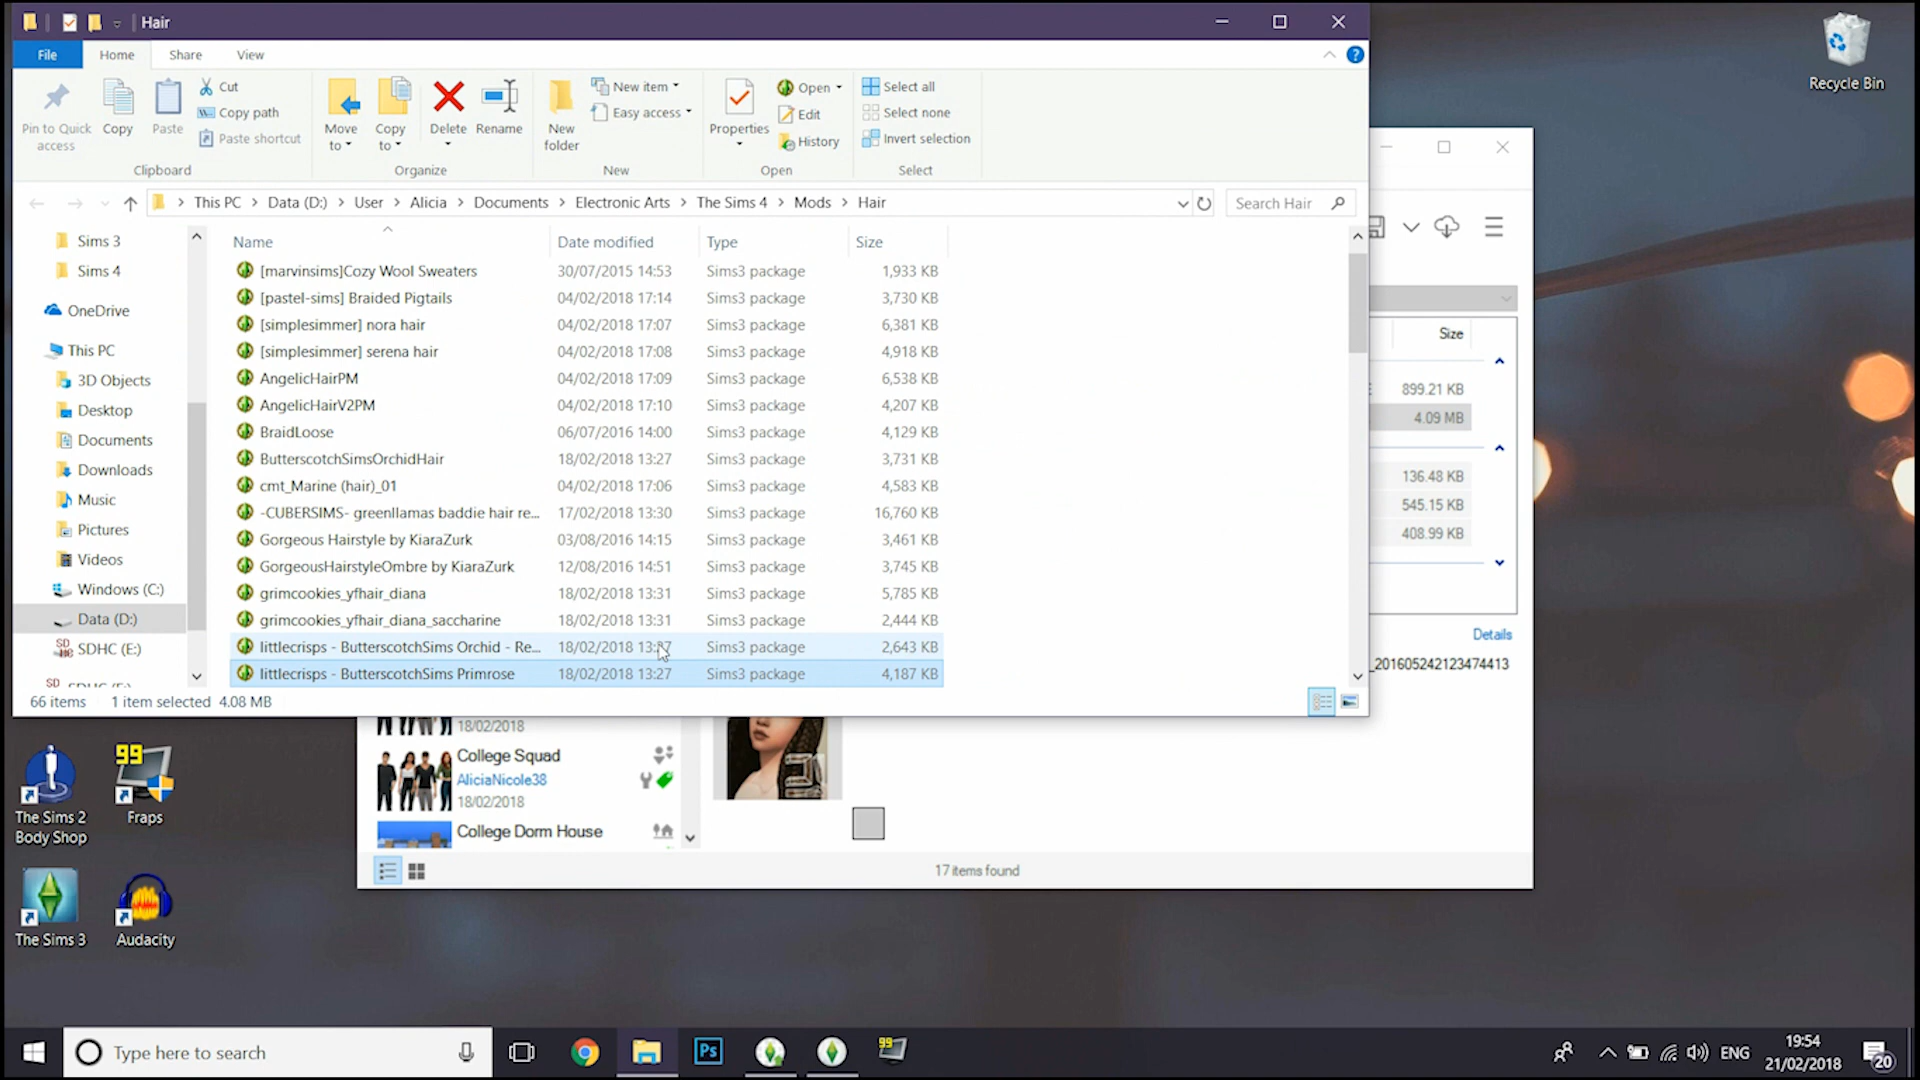 Hair
File
Home
Share
View
Pin to Quick access
Copy
Paste
Cut
Copy path
Paste shortcut
Clipboard
Move to
Copy to
Delete
Rename
Organize
New folder
New item
Easy access
New
Properties
Open
Edit
History
Open
Select all
Select none
Invert selection
Select
This PC > Data (D:) > User > Alicia > Documents > Electronic Arts > The Sims 4 > Mods > Hair
Search Hair
Sims 3
Sims 4
OneDrive
This PC
3D Objects
Desktop
Documents
Downloads
Music
Pictures
Videos
Windows (C:)
Data (D:)
SDHC (E:)
Name Date modified Type Size
[marvinsims]Cozy Wool Sweaters 30/07/2015 14:53 Sims3 package 1,933 KB
[pastel-sims] Braided Pigtails 04/02/2018 17:14 Sims3 package 3,730 KB
[simplesimmer] nora hair 04/02/2018 17:07 Sims3 package 6,381 KB
[simplesimmer] serena hair 04/02/2018 17:08 Sims3 package 4,918 KB
AngelicHairPM 04/02/2018 17:09 Sims3 package 6,538 KB
AngelicHairV2PM 04/02/2018 17:10 Sims3 package 4,207 KB
BraidLoose 06/07/2016 14:00 Sims3 package 4,129 KB
ButterscotchSimsOrchidHair 18/02/2018 13:27 Sims3 package 3,731 KB
cmt_Marine (hair)_01 04/02/2018 17:06 Sims3 package 4,583 KB
-CUBERSIMS- greenllamas baddie hair re... 17/02/2018 13:30 Sims3 package 16,760 KB
Gorgeous Hairstyle by KiaraZurk 03/08/2016 14:15 Sims3 package 3,461 KB
GorgeousHairstyleOmbre by KiaraZurk 12/08/2016 14:51 Sims3 package 3,745 KB
grimcookies_yfhair_diana 18/02/2018 13:31 Sims3 package 5,785 KB
grimcookies_yfhair_diana_saccharine 18/02/2018 13:31 Sims3 package 2,444 KB
littlecrisps - ButterscotchSims Orchid - Re... 18/02/2018 13:27 Sims3 package 2,643 KB
littlecrisps - ButterscotchSims Primrose 18/02/2018 13:27 Sims3 package 4,187 KB
66 items 1 item selected 4.08 MB
Size
899.21 KB
4.09 MB
136.48 KB
545.15 KB
408.99 KB
Details
_201605242123474413
18/02/2018
College Squad
AliciaNicole38
18/02/2018
College Dorm House
17 items found
Recycle Bin
The Sims 2 Body Shop
99
Fraps
The Sims 3
Audacity
Type here to search
Ps
99
ENG
19:54
21/02/2018
20